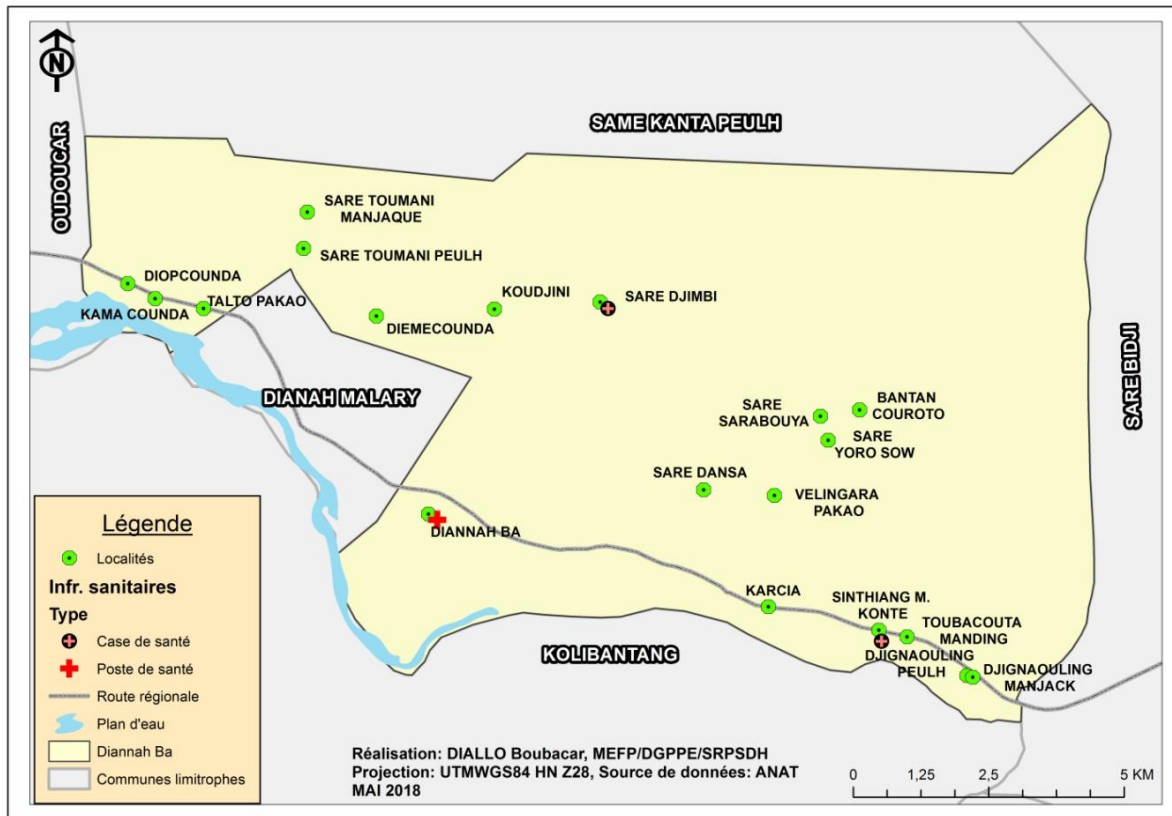 N
OUDOUCAR
SAME KANTA PEULH
SARE TOUMANI
MANJAQUE
SARE TOUMANI PEULH
DIOPCOUNDA
KAMA COUNDA
TALTO PAKAO
KOUDJINI
SARE DJIMBI
DIEMECOUNDA
DIANAH MALARY
SARE BIDJI
SARE
SARABOUYA
BANTAN
COUROTO
SARE
YORO SOW
SARE DANSA
VELINGARA
PAKAO
DIANNAH BA
KARCIA
SINTHIANG M.
KONTE
TOUBACOUTA
MANDING
DJIGNAOULING
PEULH
DJIGNAOULING
MANJACK
KOLIBANTANG
Légende
Localités
Infr. sanitaires
Type
Case de santé
Poste de santé
Route régionale
Plan d'eau
Diannah Ba
Communes limitrophes
Réalisation: DIALLO Boubacar, MEFP/DGPPE/SRPSDH
Projection: UTMWGS84 HN Z28, Source de données: ANAT
MAI 2018
0 1,25 2,5 5 KM